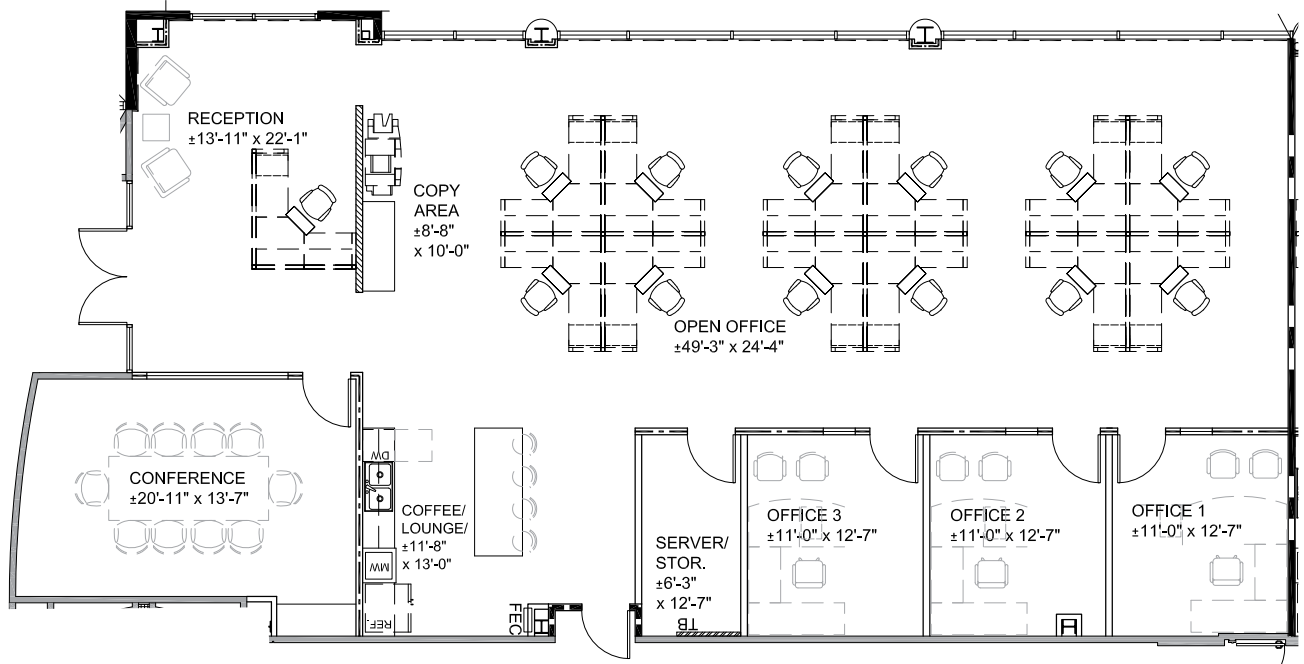 RECEPTION
±13'-11" x 22'-1"
COPY
AREA
±8'-8"
x 10'-0"
OPEN OFFICE
±49'-3" x 24'-4"
CONFERENCE
±20'-11" x 13'-7"
DW
COFFEE/
LOUNGE/
±11'-8"
x 13'-0"
MW
REF.
FEC
SERVER/
STOR.
±6'-3"
x 12'-7"
TB
OFFICE 3
±11'-0" x 12'-7"
OFFICE 2
±11'-0" x 12'-7"
OFFICE 1
±11'-0" x 12'-7"